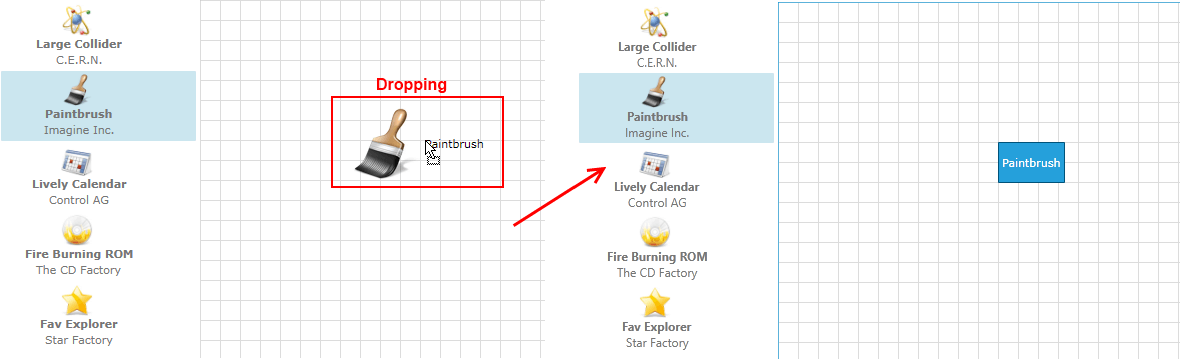 Large Collider
C.E.R.N.
Paintbrush
Imagine Inc.
Lively Calendar
Control AG
Fire Burning ROM
The CD Factory
Fav Explorer
Star Factory
Dropping
Paintbrush
Large Collider
C.E.R.N.
Paintbrush
Imagine Inc.
Lively Calendar
Control AG
Fire Burning ROM
The CD Factory
Fav Explorer
Star Factory
Paintbrush